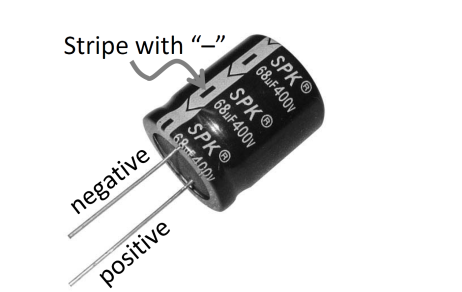 Stripe with “–”
SPK®
68uF400v
SPK®
68uF400v
SPK®
68uF400v
negative
positive